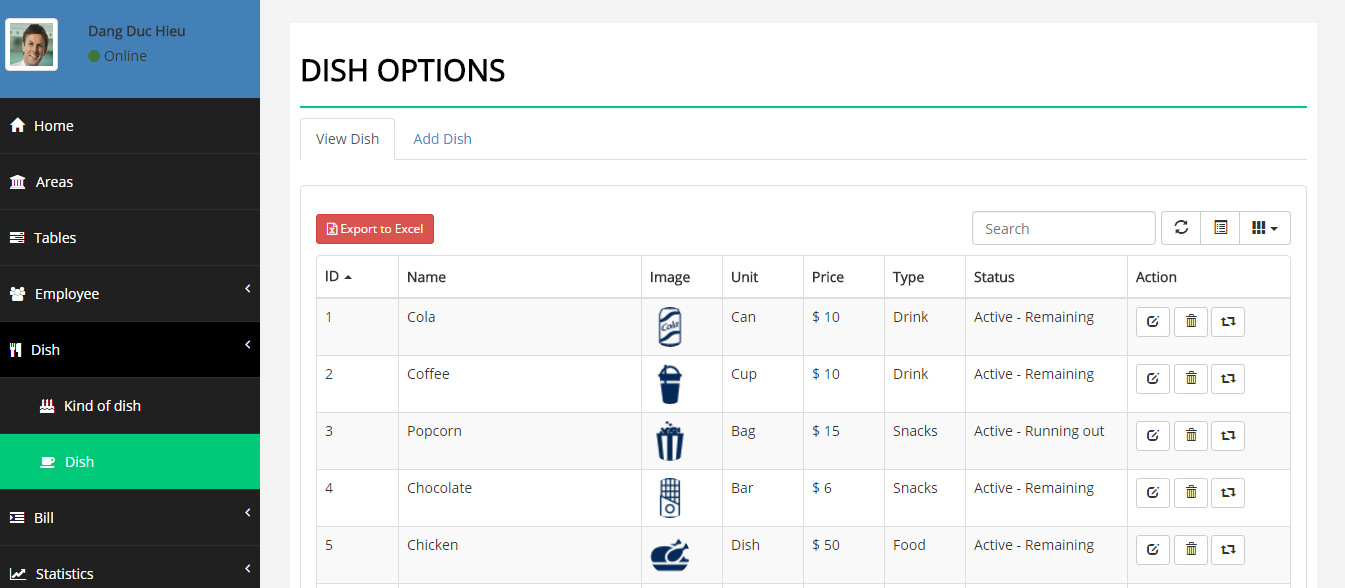 Dang Duc Hieu
Online
Home
Areas
Tables
Employee
Dish
Kind of dish
Dish
Bill
Statistics
DISH OPTIONS
View Dish Add Dish
Export to Excel Search
ID Name Image Unit Price Type Status Action
1 Cola Cola Can $ 10 Drink Active - Remaining
2 Coffee Cup $ 10 Drink Active - Remaining
3 Popcorn Bag $ 15 Snacks Active - Running out
4 Chocolate Bar $ 6 Snacks Active - Remaining
5 Chicken Dish $ 50 Food Active - Remaining